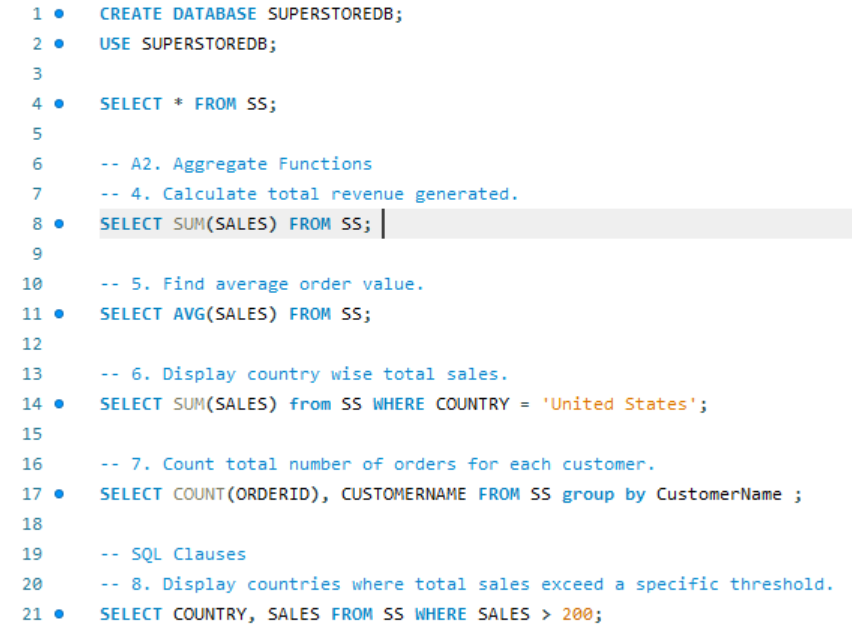 1 CREATE DATABASE SUPERSTOREDB;
2 USE SUPERSTOREDB;
3
4 SELECT * FROM SS;
5
6 -- A2. Aggregate Functions
7 -- 4. Calculate total revenue generated.
8 SELECT SUM(SALES) FROM SS;
9
10 -- 5. Find average order value.
11 SELECT AVG(SALES) FROM SS;
12
13 -- 6. Display country wise total sales.
14 SELECT SUM(SALES) from SS WHERE COUNTRY = 'United States';
15
16 -- 7. Count total number of orders for each customer.
17 SELECT COUNT(ORDERID), CUSTOMERNAME FROM SS group by CustomerName ;
18
19 -- SQL Clauses
20 -- 8. Display countries where total sales exceed a specific threshold.
21 SELECT COUNTRY, SALES FROM SS WHERE SALES > 200;